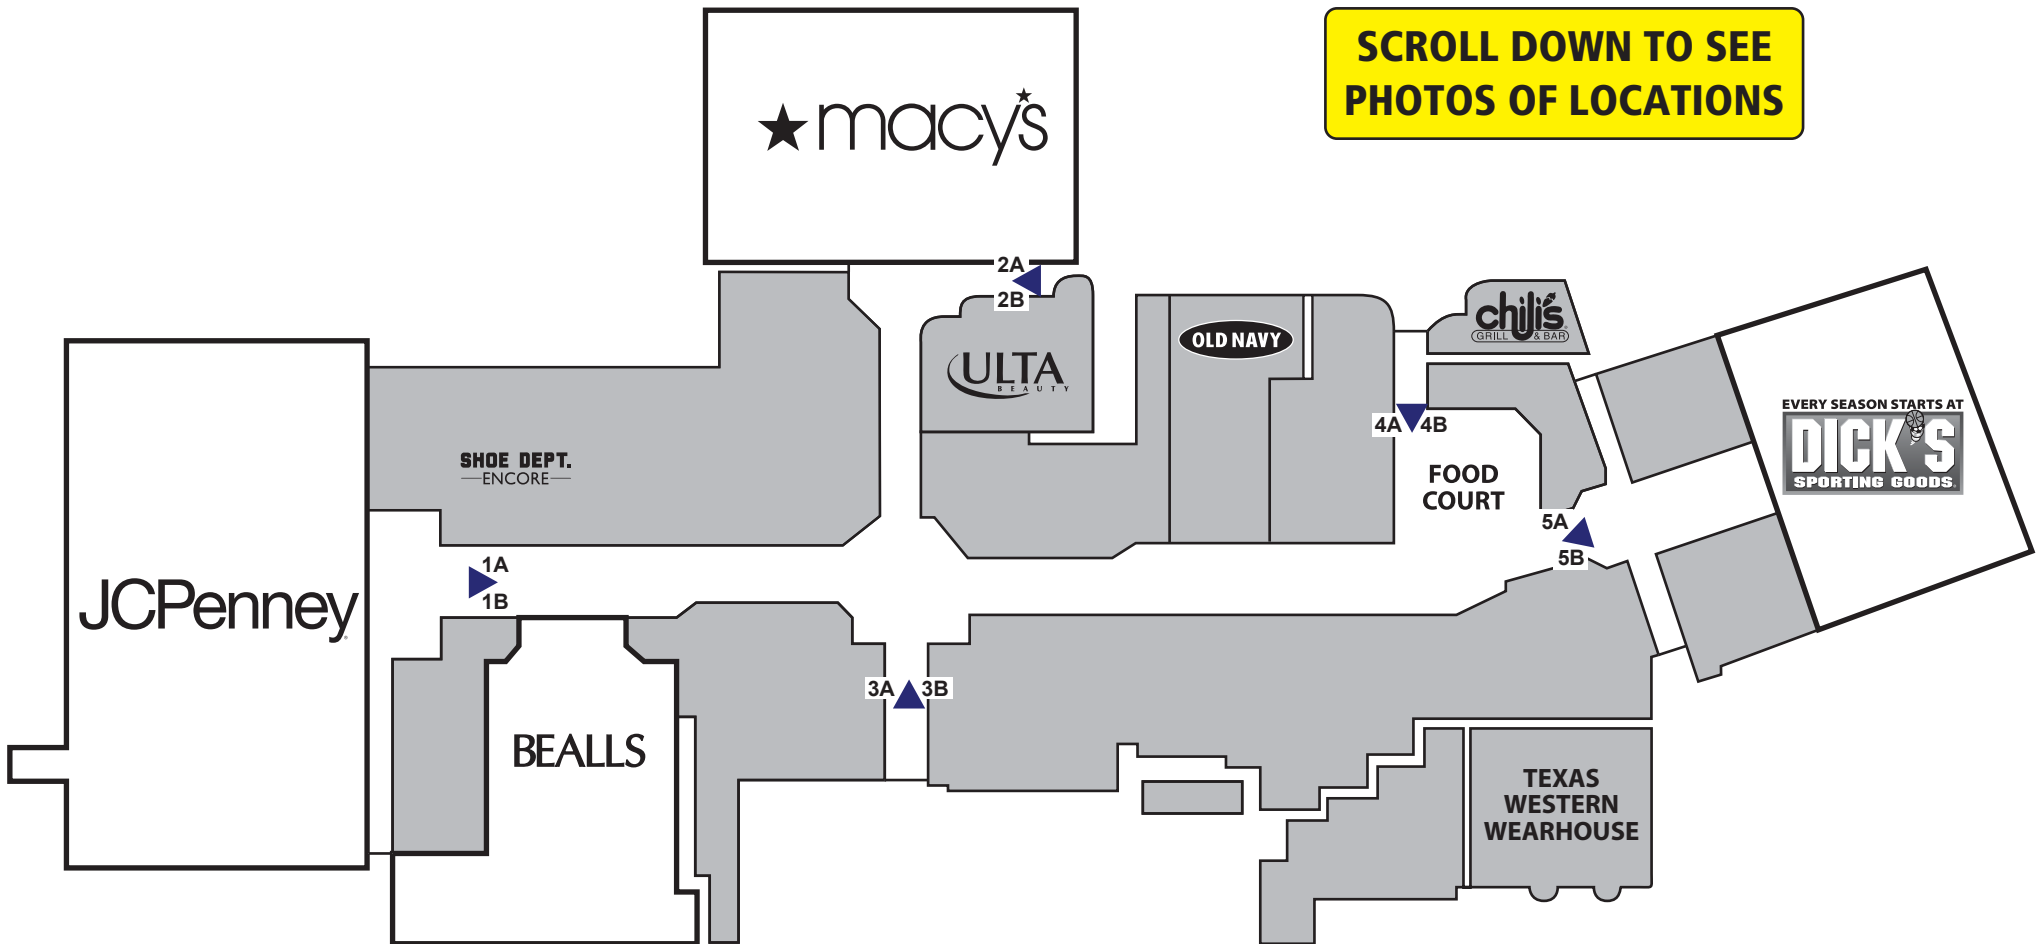 SCROLL DOWN TO SEE
PHOTOS OF LOCATIONS
macy's
2A
2B
chili's
GRILL & BAR
OLD NAVY
ULTA
BEAUTY
EVERY SEASON STARTS AT
DICK'S
SPORTING GOODS
4A 4B
SHOE DEPT.
ENCORE
FOOD
COURT
5A
5B
1A
1B
JCPenney
3A 3B
BEALLS
TEXAS
WESTERN
WEARHOUSE